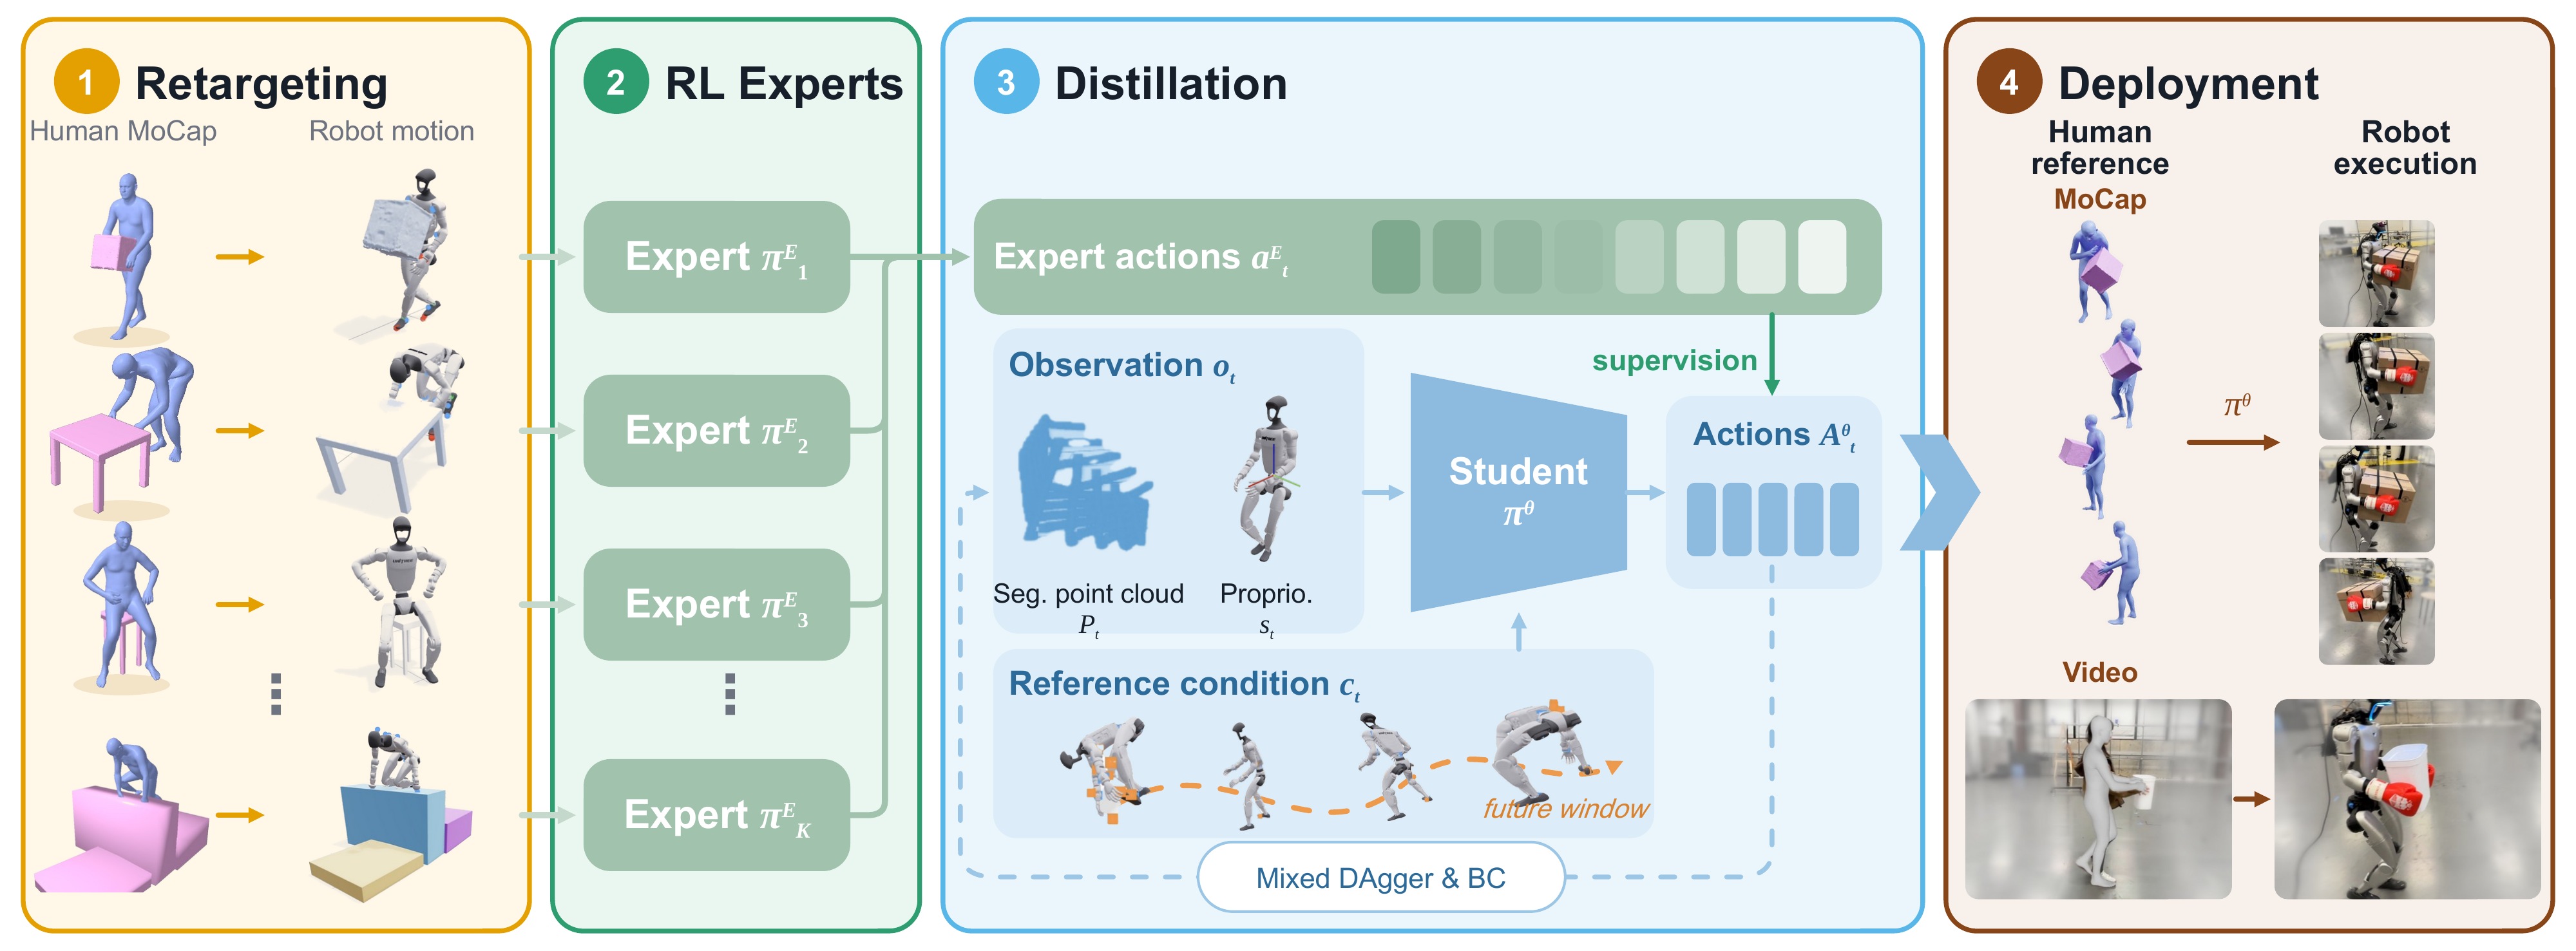 1 Retargeting
Human MoCap
Robot motion
2 RL Experts
Expert π^E_1
Expert π^E_2
Expert π^E_3
Expert π^E_K
3 Distillation
Expert actions a^E_t
supervision
Observation o_t
Seg. point cloud
P_t
Proprio.
s_t
Student
π^θ
Actions A^θ_t
Reference condition c_t
future window
Mixed DAgger & BC
4 Deployment
Human
reference
Robot
execution
MoCap
π^θ
Video